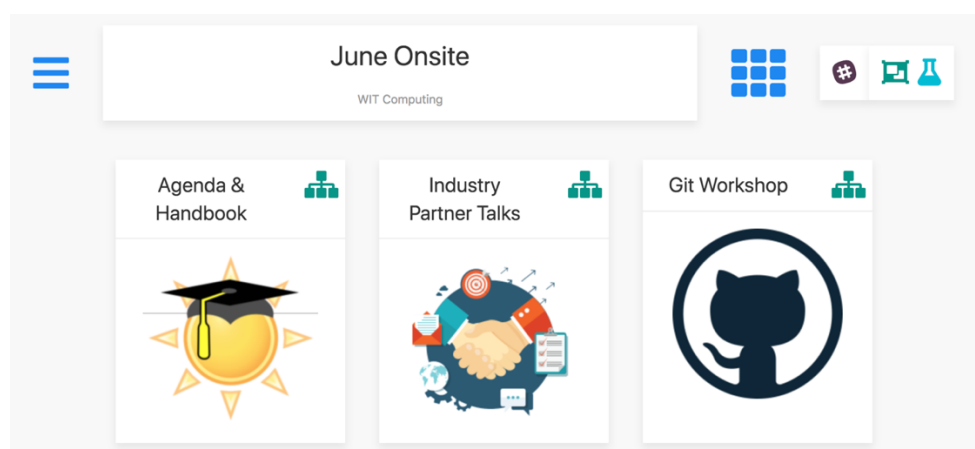 June Onsite
WIT Computing
Agenda &
Handbook
Industry
Partner Talks
Git Workshop